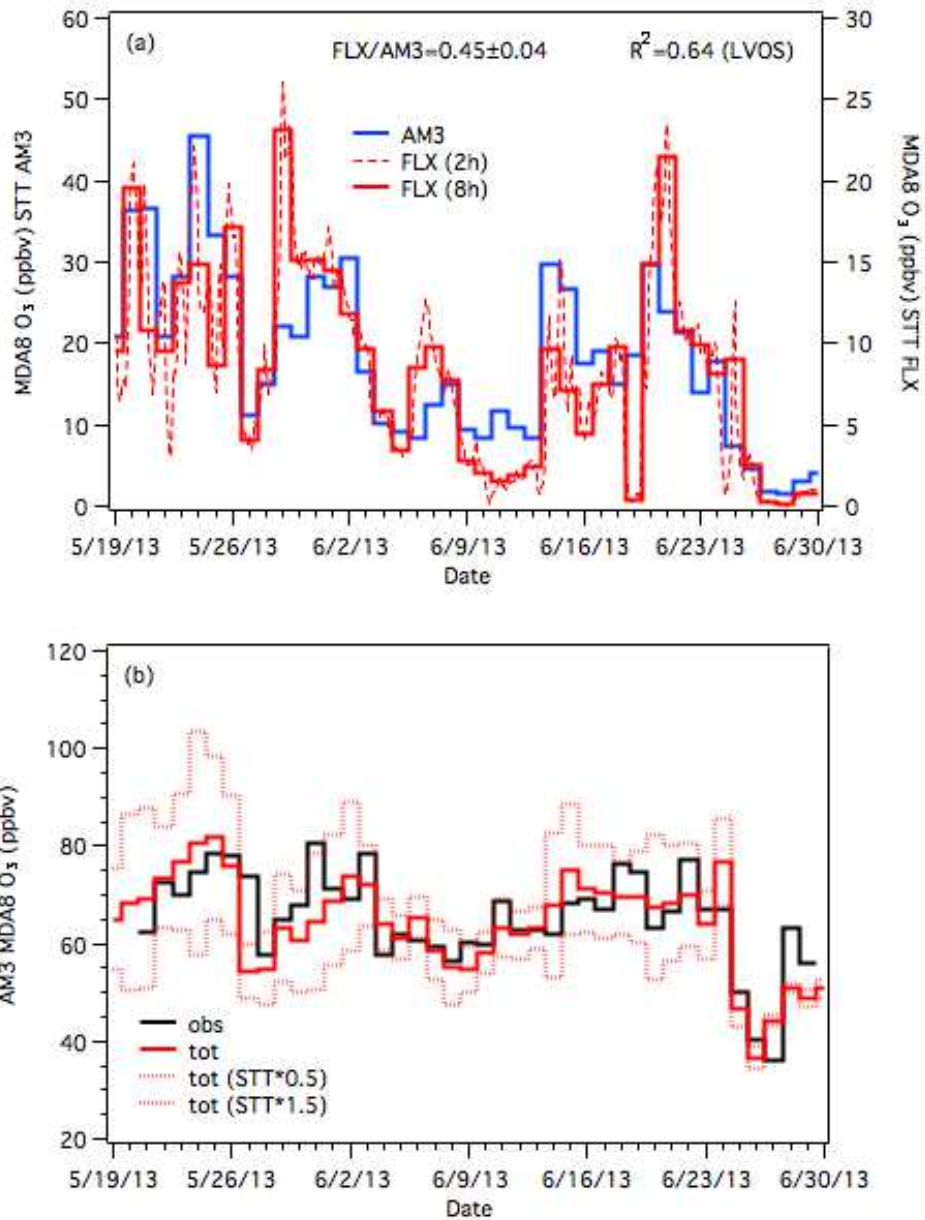 (a)
FLX/AM3=0.45±0.04 R²=0.64 (LVOS)
AM3
FLX (2h)
FLX (8h)
MDA8 O₃ (ppbv) STT AM3
60
50
40
30
20
10
0
MDA8 O₃ (ppbv) STT FLX
30
25
20
15
10
5
0
5/19/13 5/26/13 6/2/13 6/9/13 6/16/13 6/23/13 6/30/13
Date
(b)
AM3 MDA8 O₃ (ppbv)
120
100
80
60
40
20
obs
tot
tot (STT*0.5)
tot (STT*1.5)
5/19/13 5/26/13 6/2/13 6/9/13 6/16/13 6/23/13 6/30/13
Date